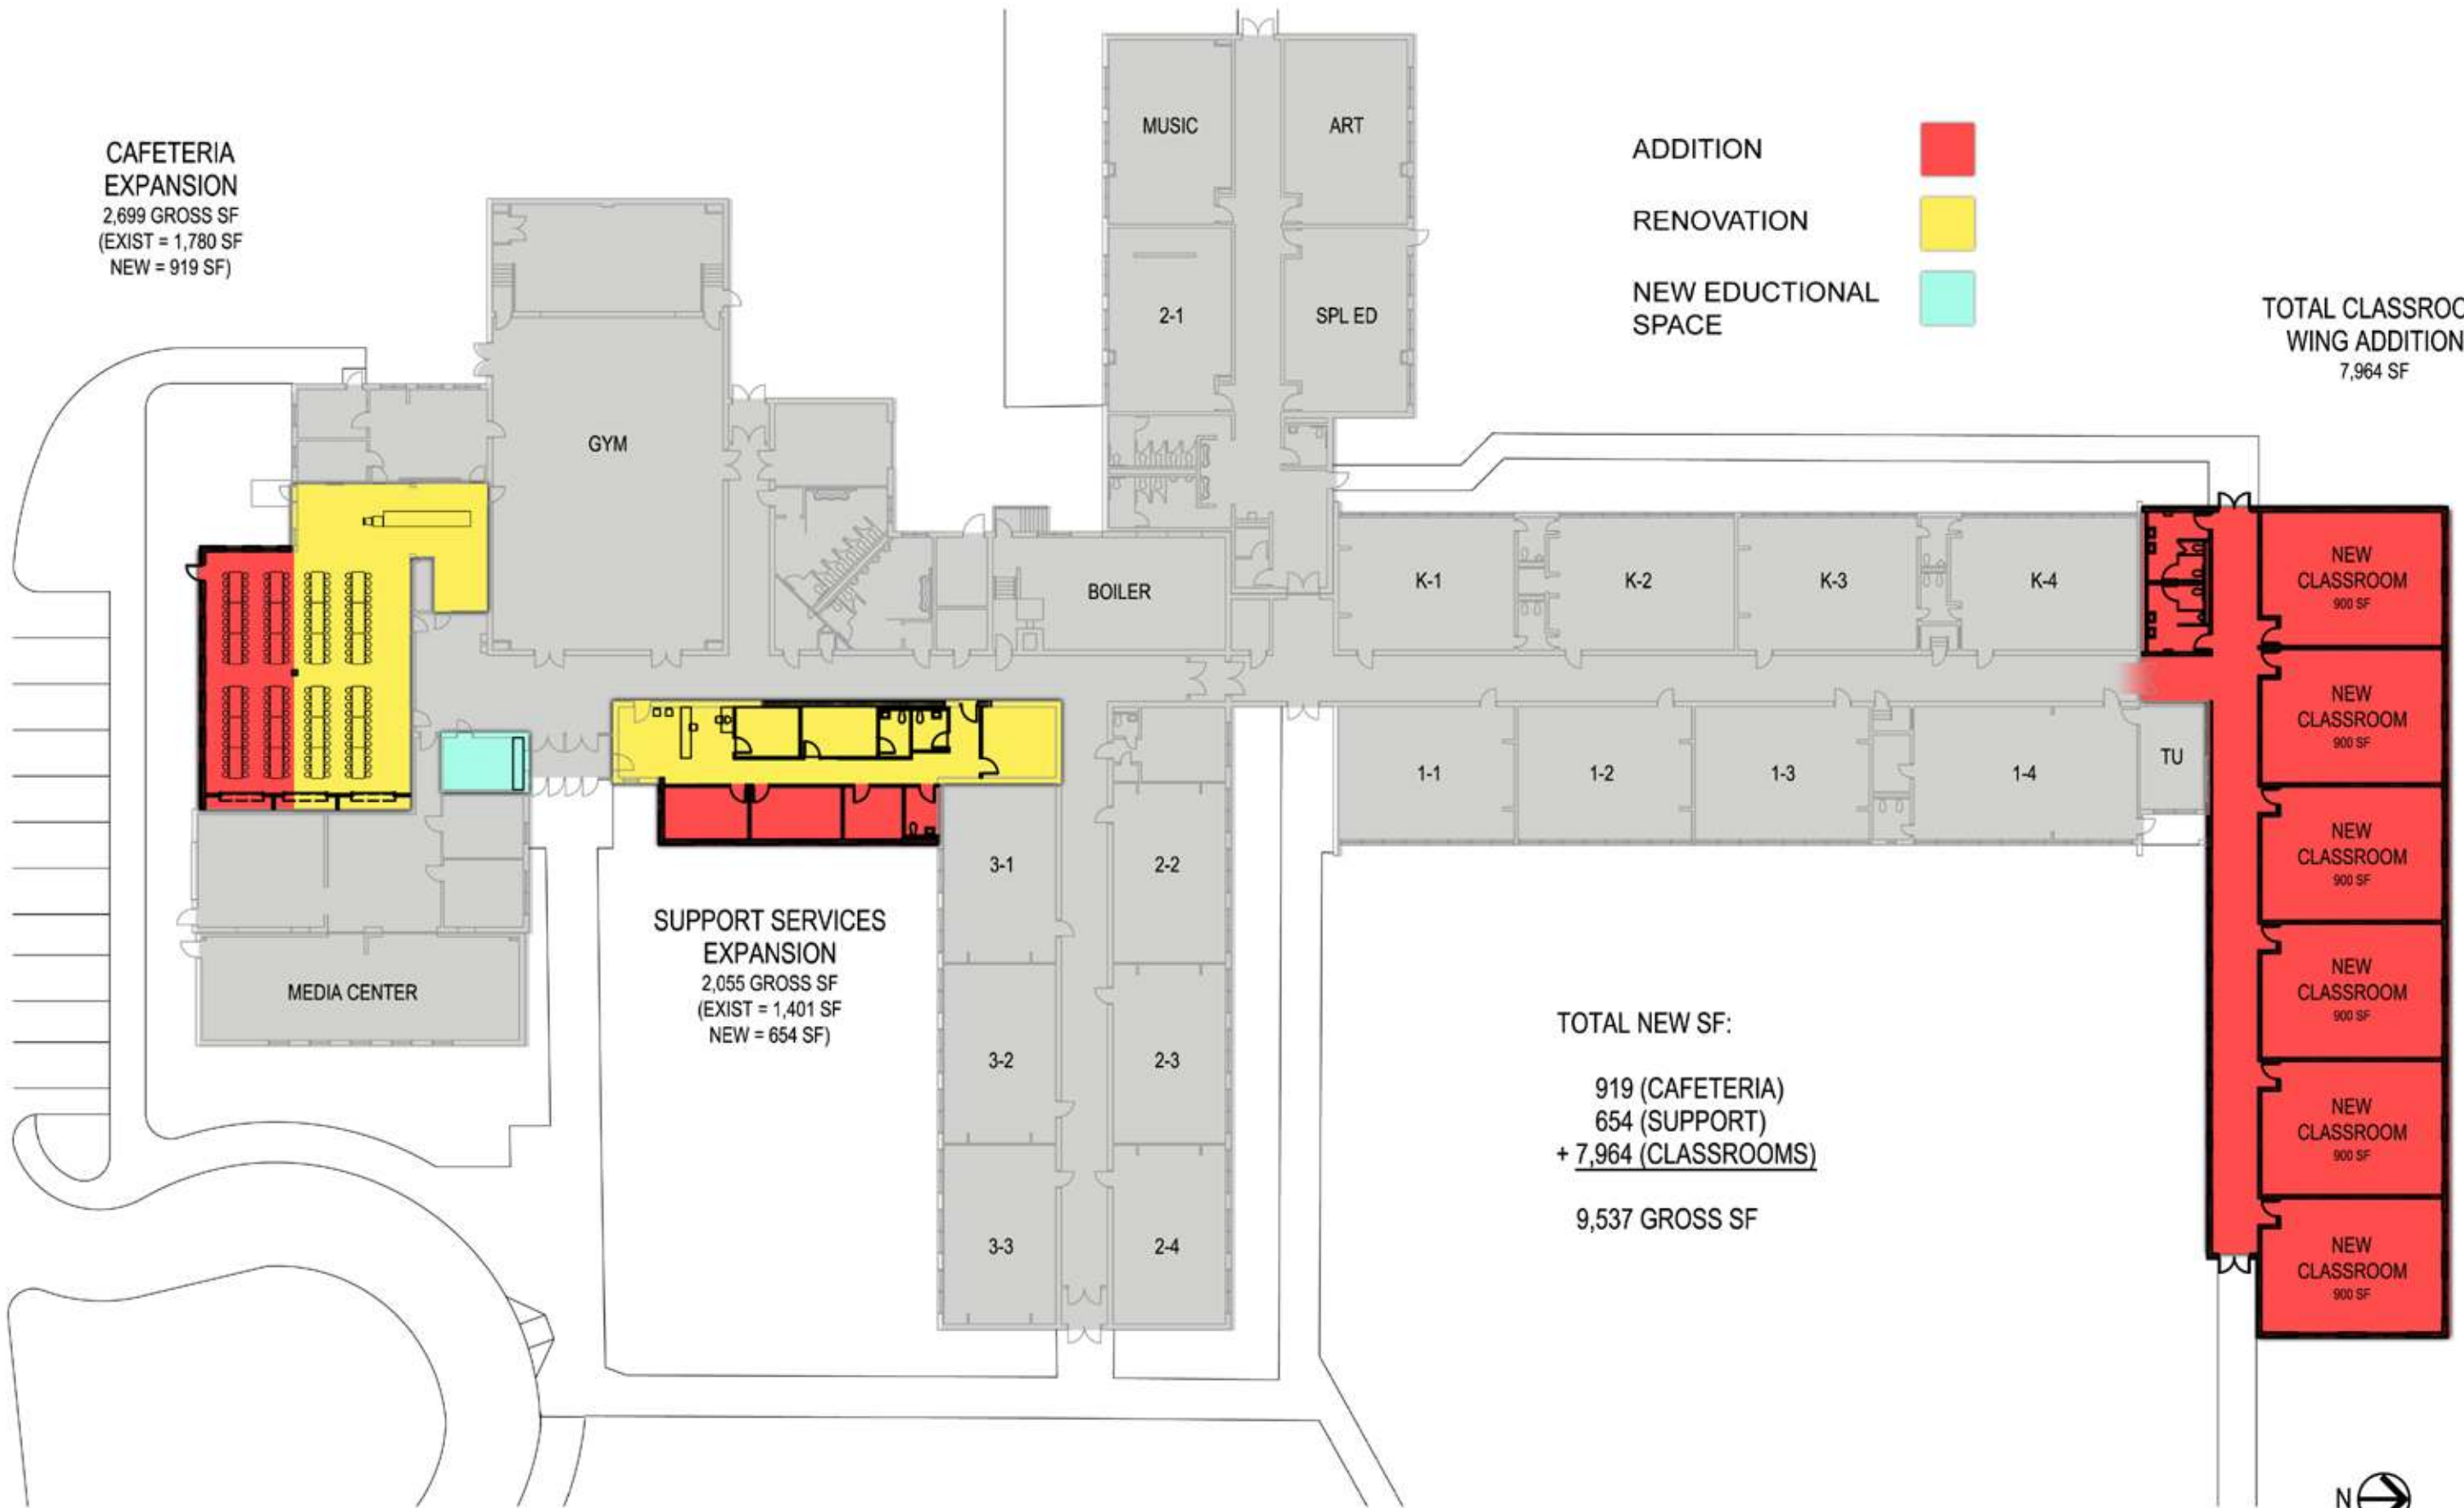 CAFETERIA
EXPANSION
2,699 GROSS SF
(EXIST = 1,780 SF
NEW = 919 SF)
MUSIC
ART
2-1
SPL ED
ADDITION
RENOVATION
NEW EDUCTIONAL
SPACE
TOTAL CLASSROO
WING ADDITION
7,964 SF
GYM
BOILER
K-1
K-2
K-3
K-4
1-1
1-2
1-3
1-4
TU
NEW
CLASSROOM
900 SF
NEW
CLASSROOM
900 SF
NEW
CLASSROOM
900 SF
NEW
CLASSROOM
900 SF
NEW
CLASSROOM
900 SF
NEW
CLASSROOM
900 SF
MEDIA CENTER
SUPPORT SERVICES
EXPANSION
2,055 GROSS SF
(EXIST = 1,401 SF
NEW = 654 SF)
3-1
2-2
3-2
2-3
3-3
2-4
TOTAL NEW SF:
919 (CAFETERIA)
654 (SUPPORT)
+ 7,964 (CLASSROOMS)
9,537 GROSS SF
N